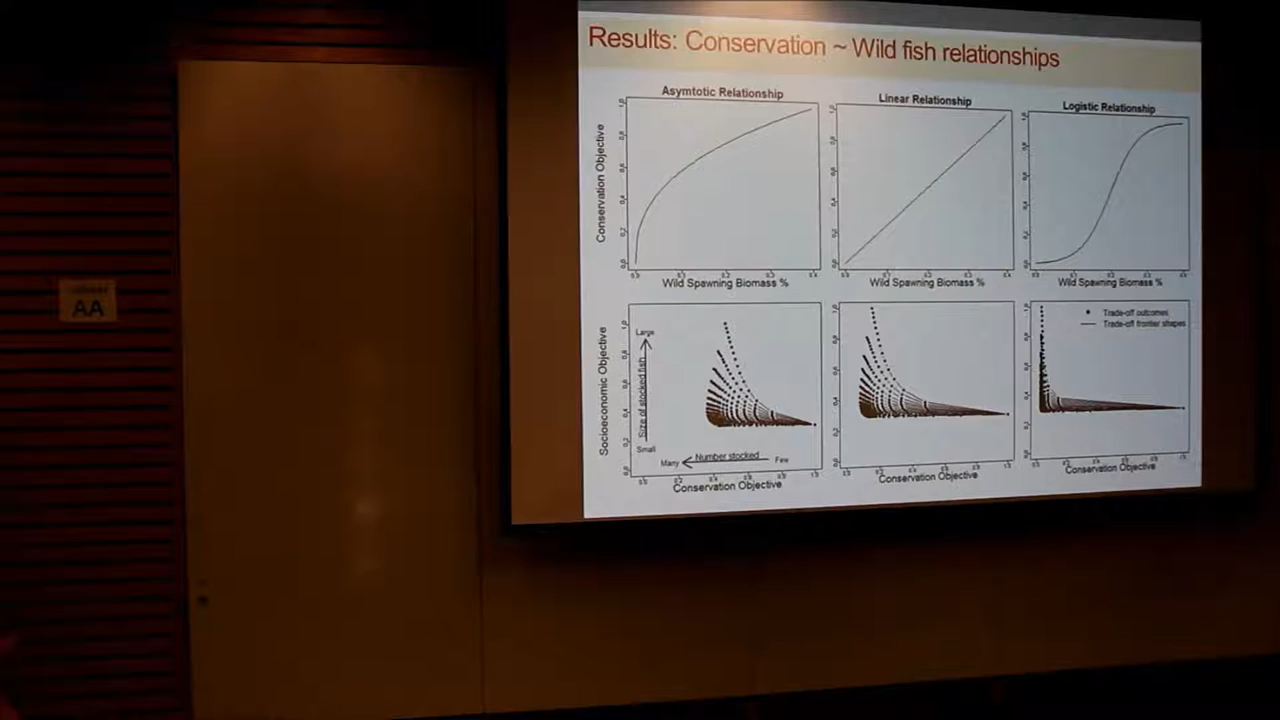 Results: Conservation ~ Wild fish relationships
Asymtotic Relationship
Linear Relationship
Logistic Relationship
Conservation Objective
Wild Spawning Biomass %
Wild Spawning Biomass %
Wild Spawning Biomass %
Socioeconomic Objective
Large
Size of stocked fish
Small
Many
Number stocked
Few
Trade-off outcomes
Trade-off frontier shapes
Conservation Objective
Conservation Objective
Conservation Objective
AA